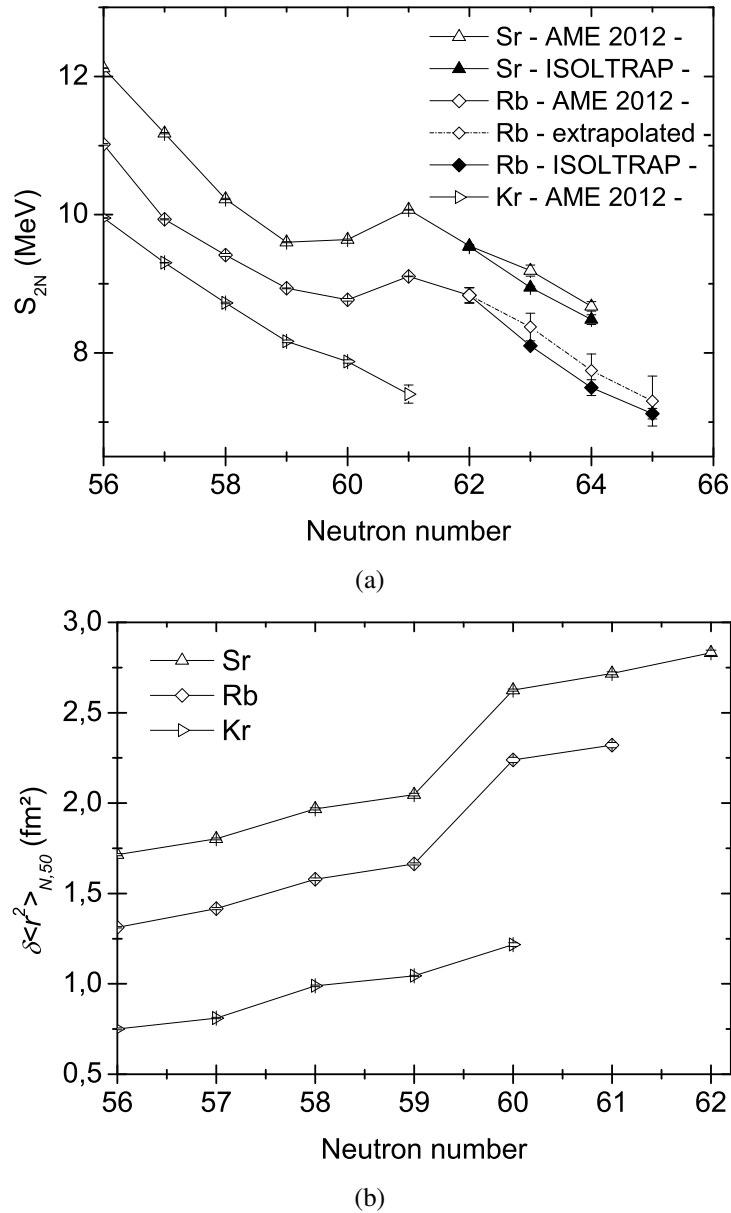 Sr - AME 2012 -
Sr - ISOLTRAP -
Rb - AME 2012 -
Rb - extrapolated -
Rb - ISOLTRAP -
Kr - AME 2012 -
12
10
8
S2N (MeV)
56 58 60 62 64 66
Neutron number
(a)
Sr
Rb
Kr
3,0
2,5
2,0
1,5
1,0
0,5
δ<r²>N,50 (fm²)
56 57 58 59 60 61 62
Neutron number
(b)